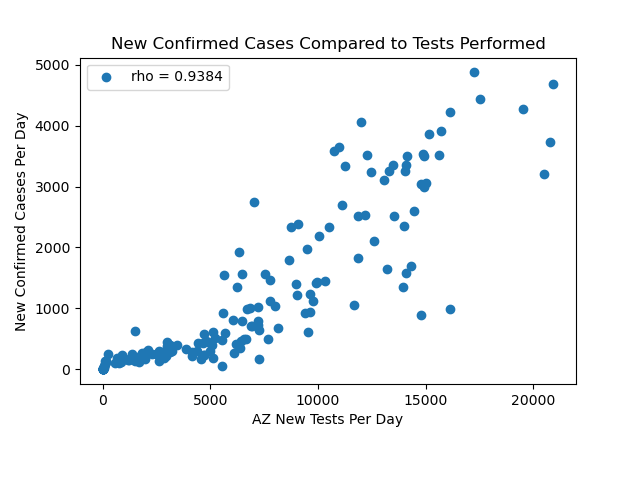 New Confirmed Cases Compared to Tests Performed
rho = 0.9384
New Confirmed Caeses Per Day
5000
4000
3000
2000
1000
0
0 5000 10000 15000 20000
AZ New Tests Per Day